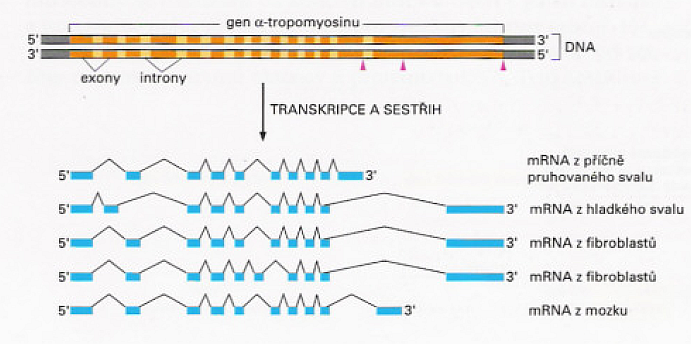 gen α-tropomyosinu
5' 3'
3' 5'
DNA
exony introny
TRANSKRIPCE A SESTŘIH
5' 3' mRNA z příčně
pruhovaného svalu
5' 3' mRNA z hladkého svalu
5' 3' mRNA z fibroblastů
5' 3' mRNA z fibroblastů
5' 3' mRNA z mozku